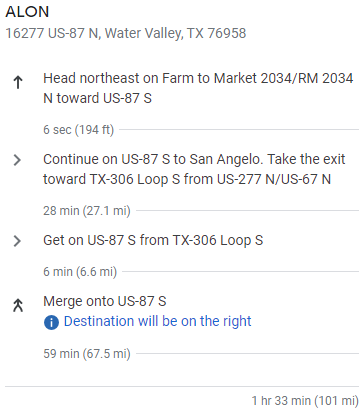 ALON
16277 US-87 N, Water Valley, TX 76958
Head northeast on Farm to Market 2034/RM 2034
N toward US-87 S
6 sec (194 ft)
Continue on US-87 S to San Angelo. Take the exit
toward TX-306 Loop S from US-277 N/US-67 N
28 min (27.1 mi)
Get on US-87 S from TX-306 Loop S
6 min (6.6 mi)
Merge onto US-87 S
Destination will be on the right
59 min (67.5 mi)
1 hr 33 min (101 mi)